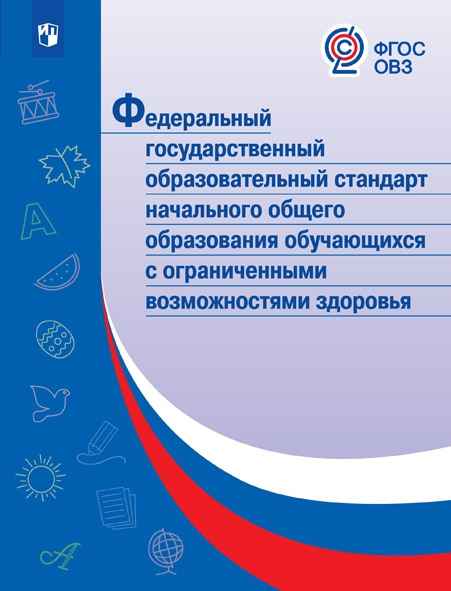 ФГОС
ОВЗ
Федеральный
государственный
образовательный стандарт
начального общего
образования обучающихся
с ограниченными
возможностями здоровья
А
А